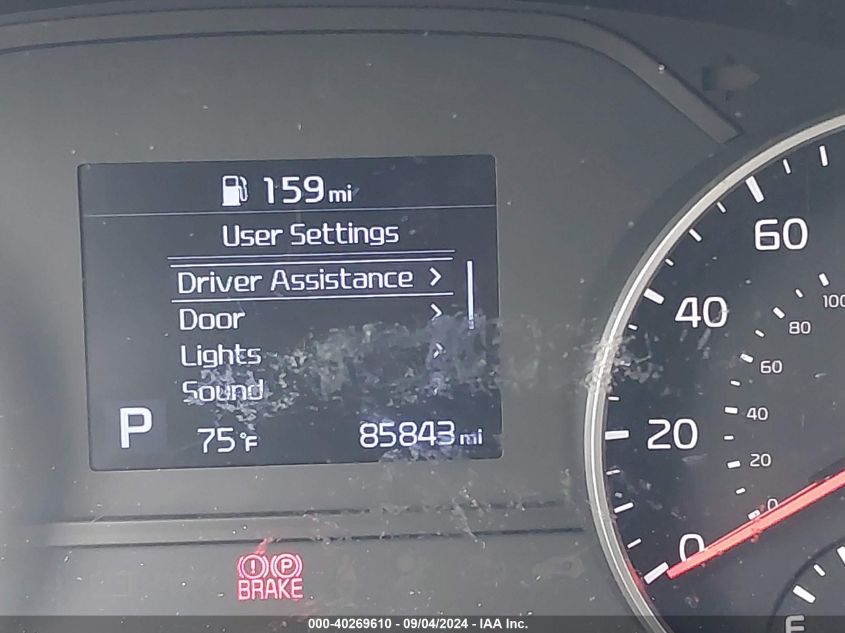 159 mi
User Settings
Driver Assistance >
Door >
Lights >
Sound
P 75°F 85843 mi
60
40
20
0
100
80
60
40
20
0
BRAKE
E
000-40269610 - 09/04/2024 - IAA Inc.